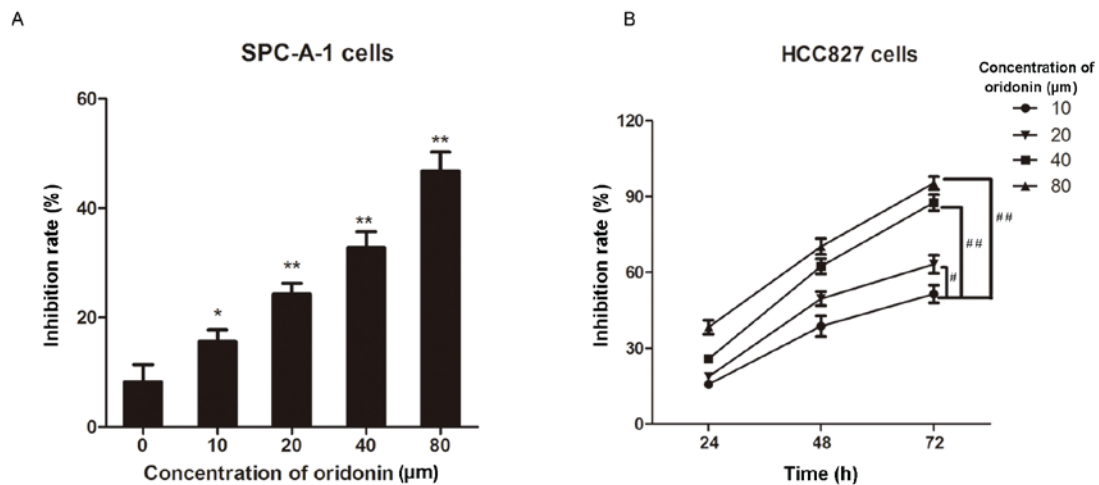 A
SPC-A-1 cells
Inhibition rate (%)
60
40
20
0
*
**
**
**
0 10 20 40 80
Concentration of oridonin (μm)
B
HCC827 cells
Concentration of
oridonin (μm)
10
20
40
80
Inhibition rate (%)
120
90
60
30
0
#
##
##
24 48 72
Time (h)